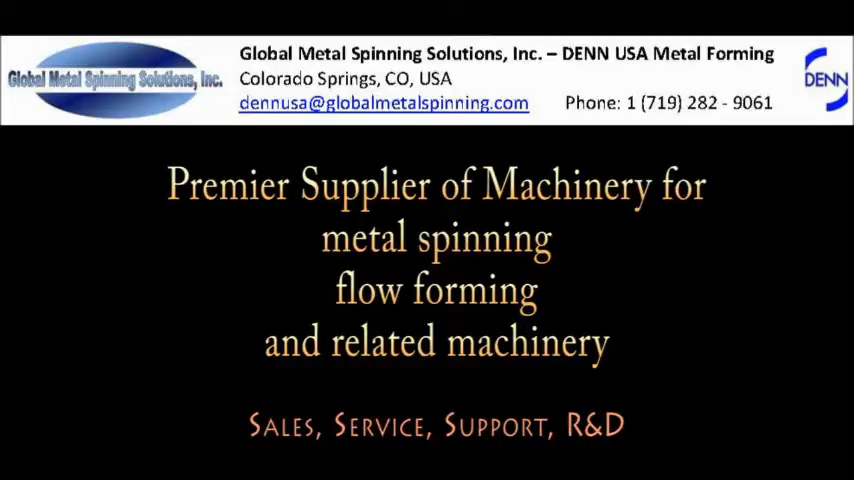 Global Metal Spinning Solutions, Inc.
Global Metal Spinning Solutions, Inc. – DENN USA Metal Forming
Colorado Springs, CO, USA
dennusa@globalmetalspinning.com Phone: 1 (719) 282 - 9061
DENN
Premier Supplier of Machinery for
metal spinning
flow forming
and related machinery
Sales, Service, Support, R&D